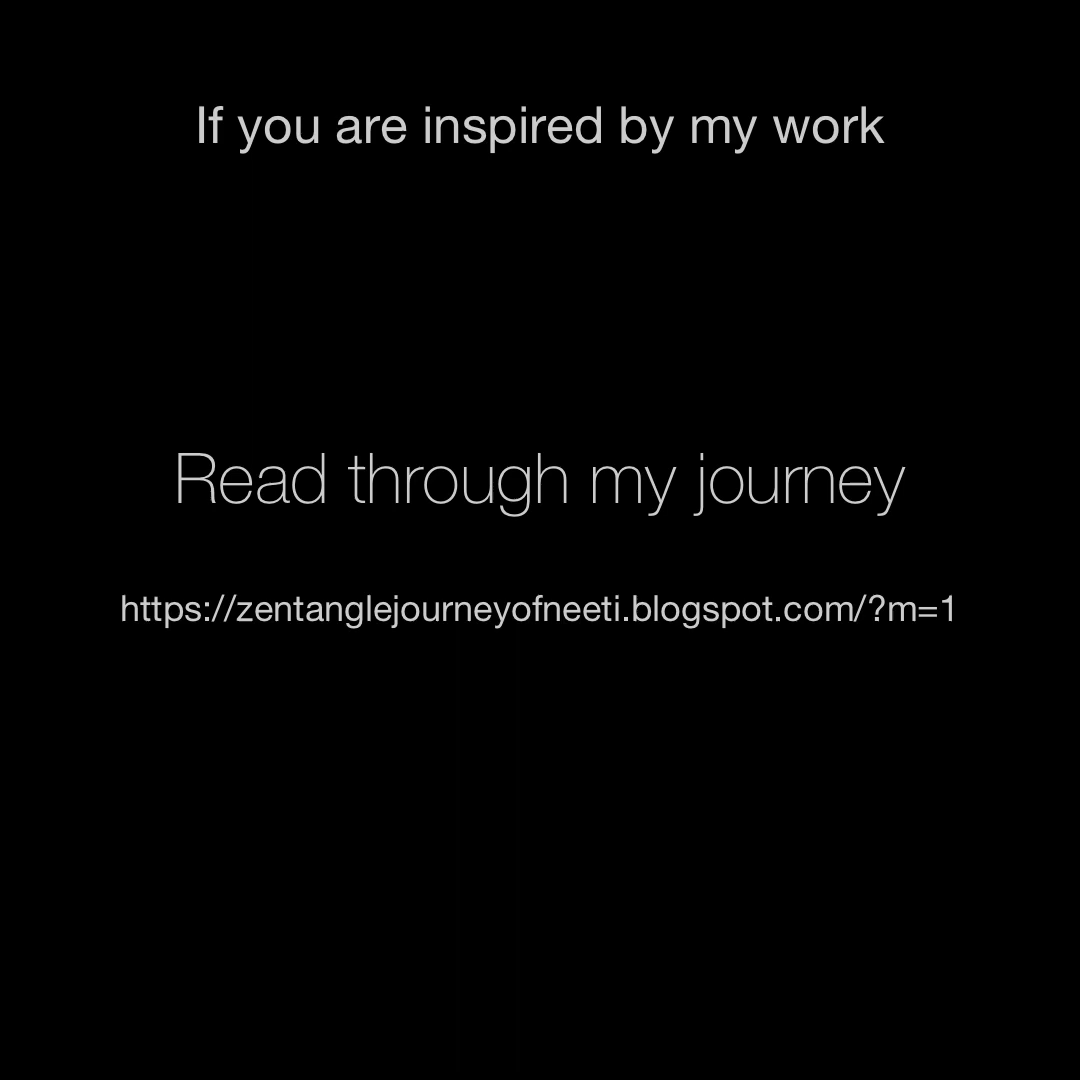 If you are inspired by my work
Read through my journey
https://zentanglejourneyofneeti.blogspot.com/?m=1